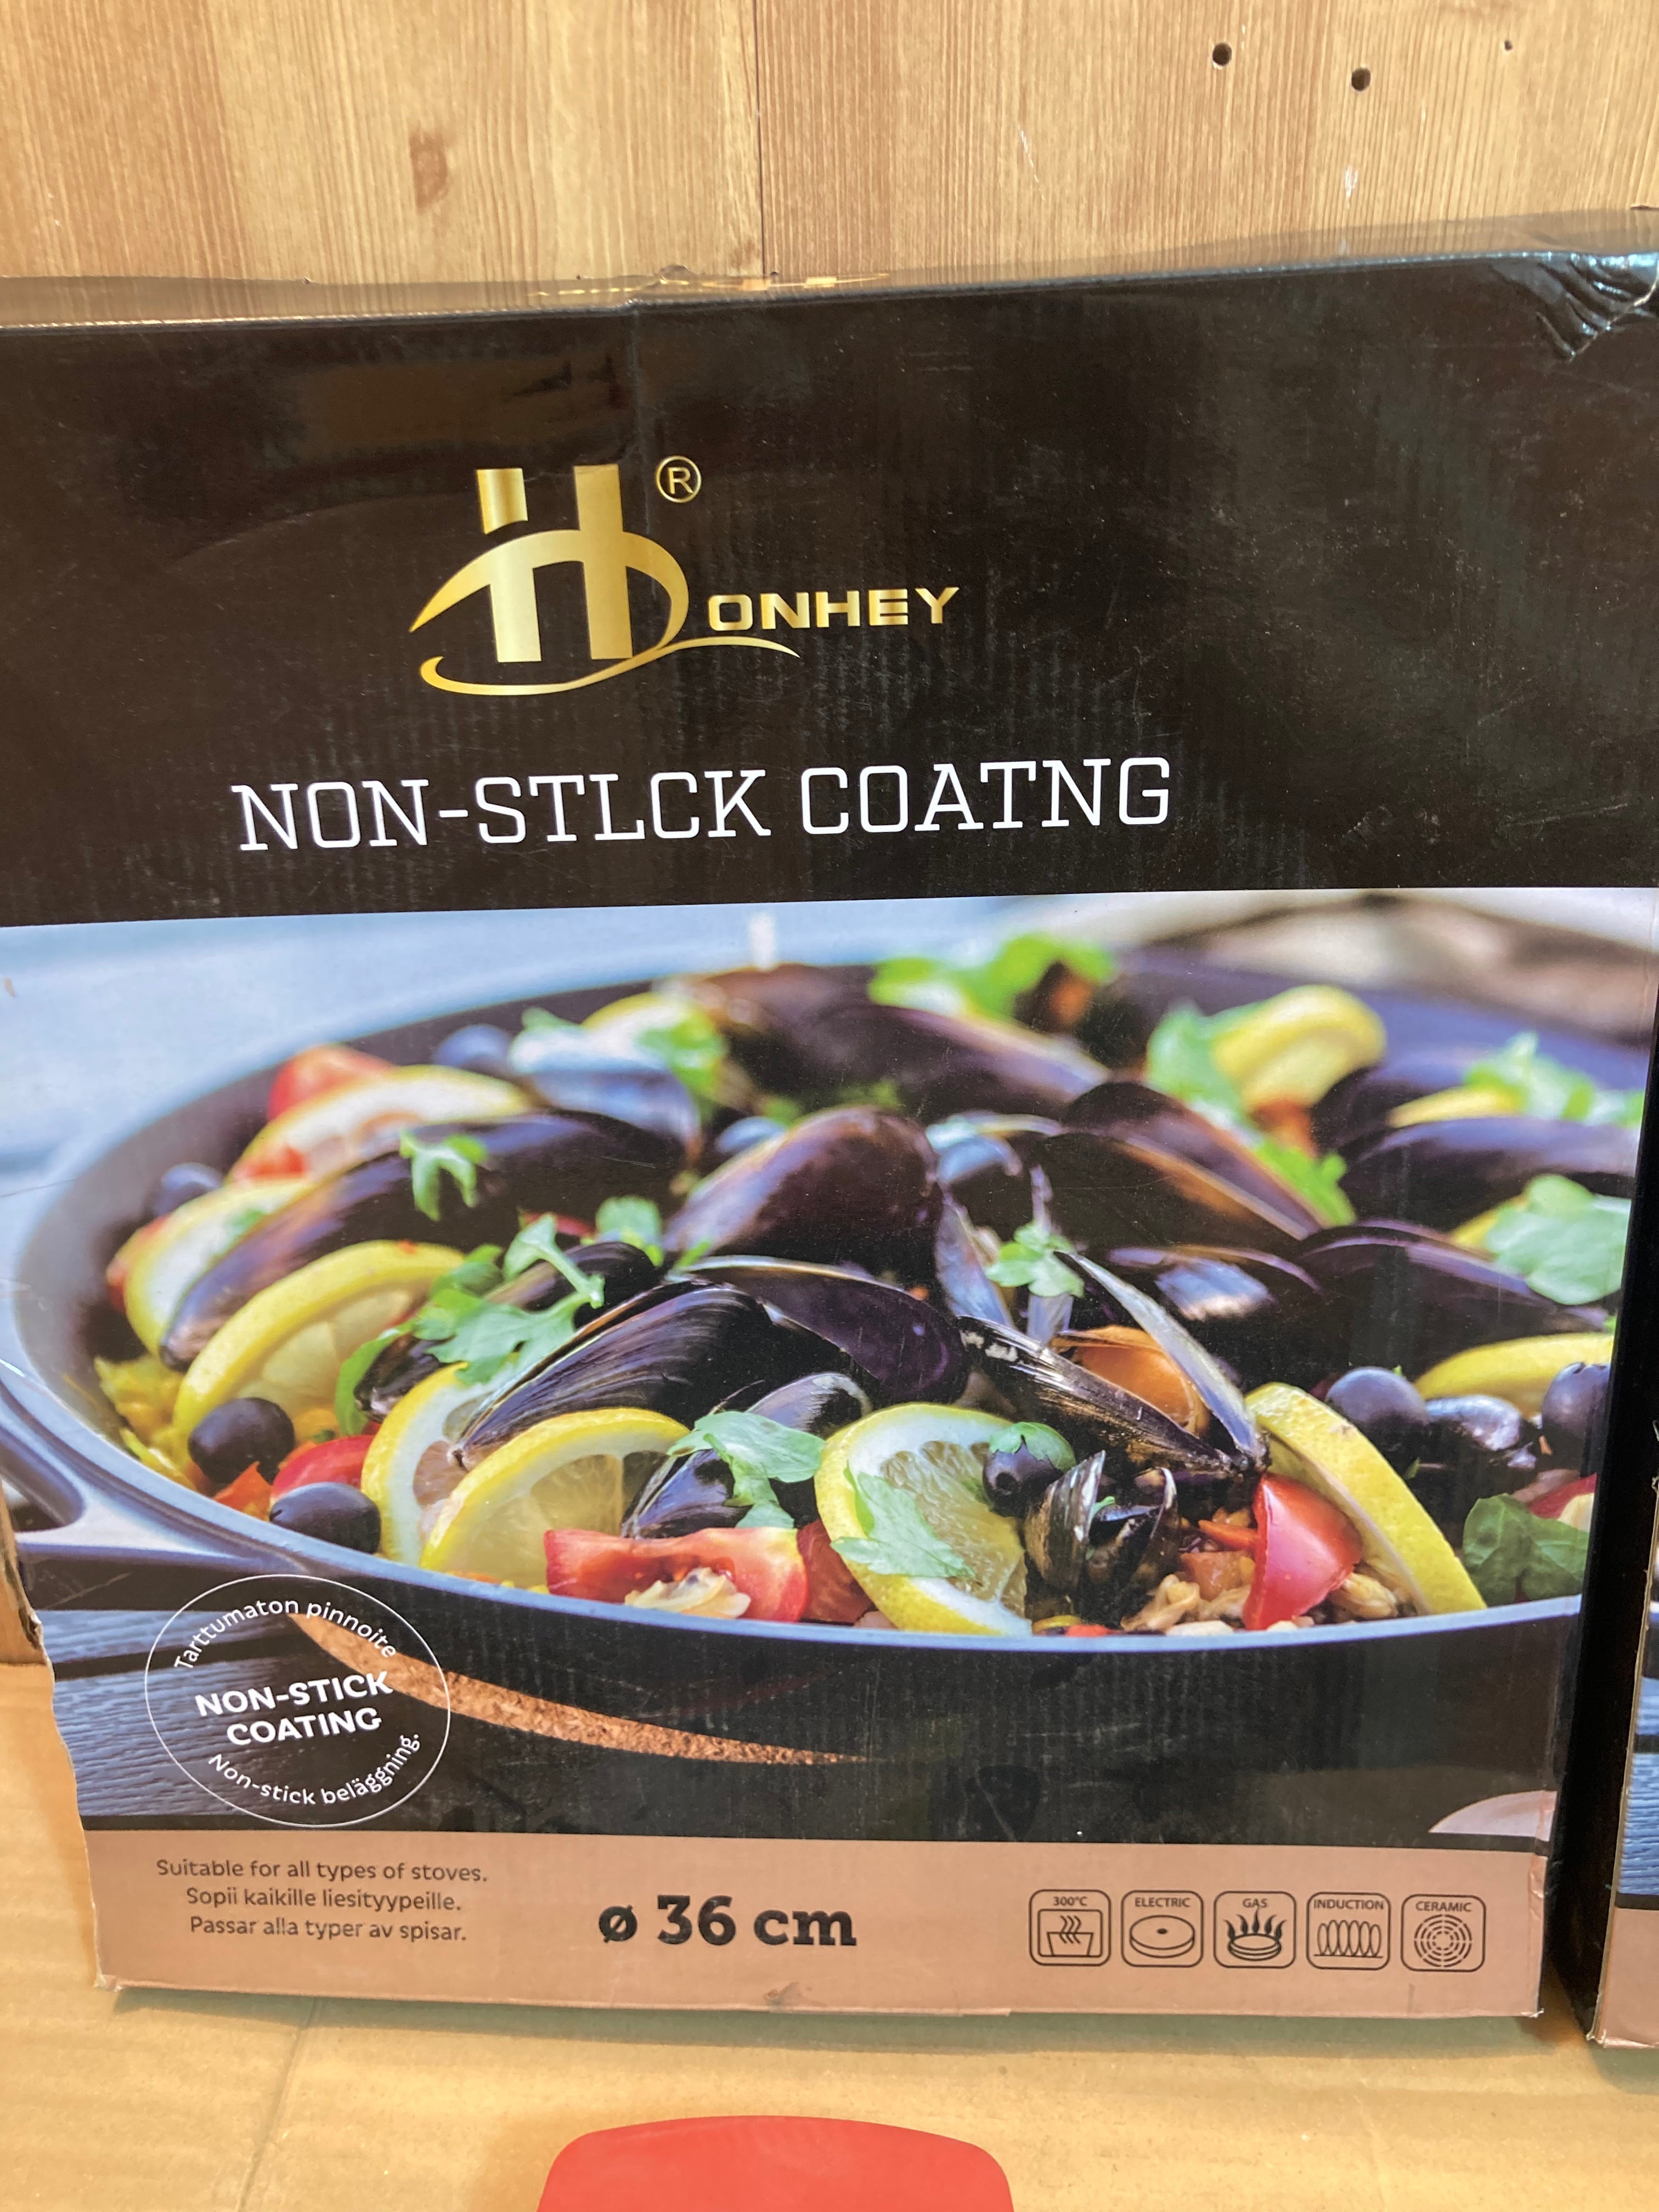 HONHEY®
NON-STLCK COATNG
Tarttumaton pinnoite
NON-STICK
COATING
Non-stick beläggning.
Suitable for all types of stoves.
Sopii kaikille liesityypeille.
Passar alla typer av spisar.
ø 36 cm
300°C
ELECTRIC
GAS
INDUCTION
CERAMIC